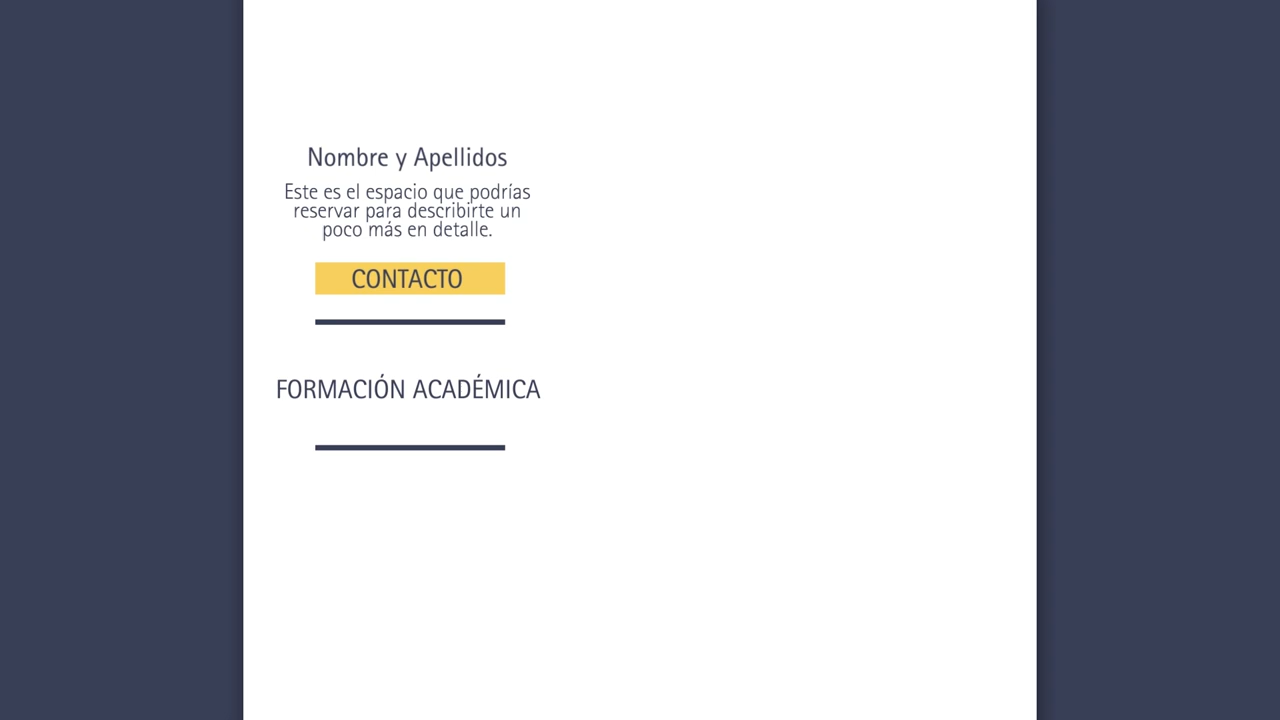 Nombre y Apellidos
Este es el espacio que podrías
reservar para describirte un
poco más en detalle.
CONTACTO
FORMACIÓN ACADÉMICA